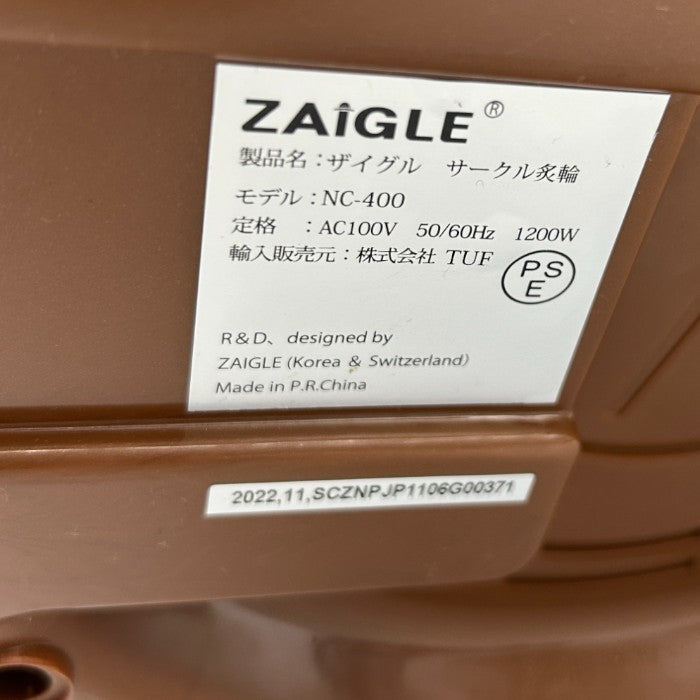 ZAiGLE®
製品名：ザイグル　サークル炙輪
モデル：NC-400
定格　：AC100V　50/60Hz　1200W
輸入販売元：株式会社 TUF
PS
E
R&D、designed by
ZAIGLE (Korea & Switzerland)
Made in P.R.China
2022,11,SCZNPJP1106G00371